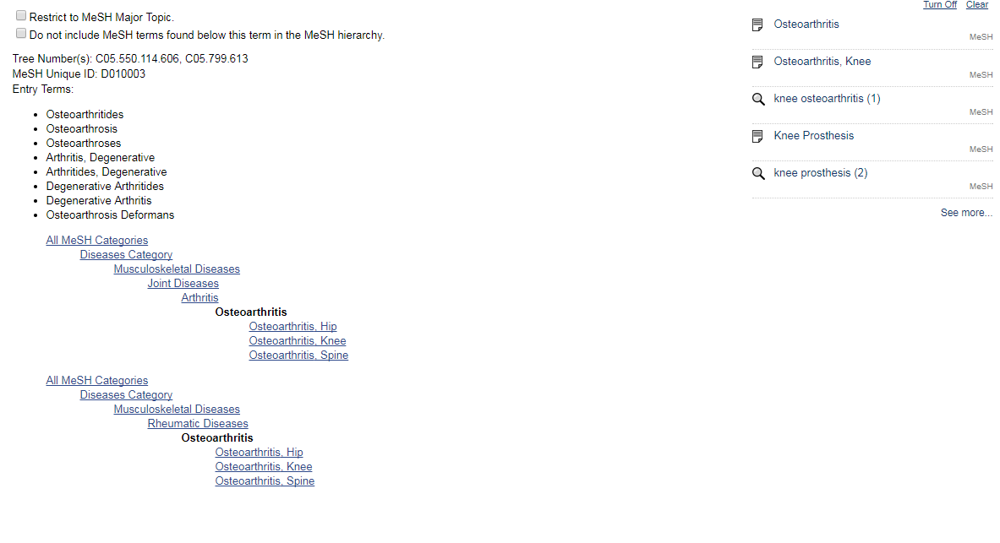 Restrict to MeSH Major Topic.
Do not include MeSH terms found below this term in the MeSH hierarchy.
Tree Number(s): C05.550.114.606, C05.799.613
MeSH Unique ID: D010003
Entry Terms:
Osteoarthritides
Osteoarthrosis
Osteoarthroses
Arthritis, Degenerative
Arthritides, Degenerative
Degenerative Arthritides
Degenerative Arthritis
Osteoarthrosis Deformans
All MeSH Categories
Diseases Category
Musculoskeletal Diseases
Joint Diseases
Arthritis
Osteoarthritis
Osteoarthritis, Hip
Osteoarthritis, Knee
Osteoarthritis, Spine
All MeSH Categories
Diseases Category
Musculoskeletal Diseases
Rheumatic Diseases
Osteoarthritis
Osteoarthritis, Hip
Osteoarthritis, Knee
Osteoarthritis, Spine
Turn Off Clear
Osteoarthritis
MeSH
Osteoarthritis, Knee
MeSH
knee osteoarthritis (1)
MeSH
Knee Prosthesis
MeSH
knee prosthesis (2)
MeSH
See more...